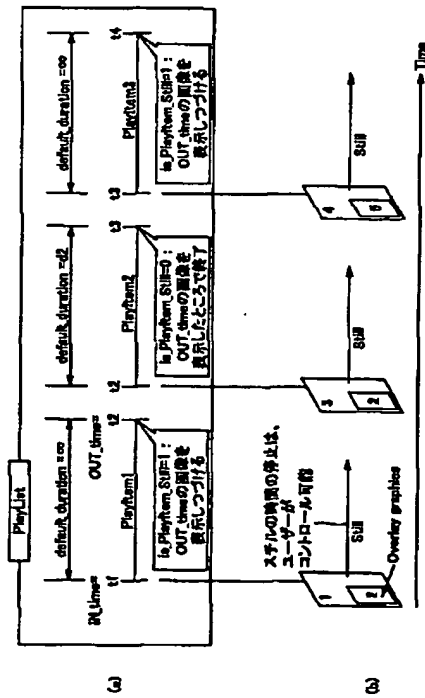 PlayList
(a)
IN_time=
OUT_time=
default_duration =∞
default_duration =d2
default_duration =∞
t1
PlayItem1
t2
t2
PlayItem2
t3
t3
PlayItem3
t4
is_PlayItem_Still=1 :
OUT_timeの画像を
表示しつづける
is_PlayItem_Still=0 :
OUT_timeの画像を
表示したところで終了
is_PlayItem_Still=1 :
OUT_timeの画像を
表示しつづける
(b)
ステルの時間の停止は、
ユーザーが
コントロール可能
1
2
Still
Overlay graphics
3
2
Still
4
5
Still
Time